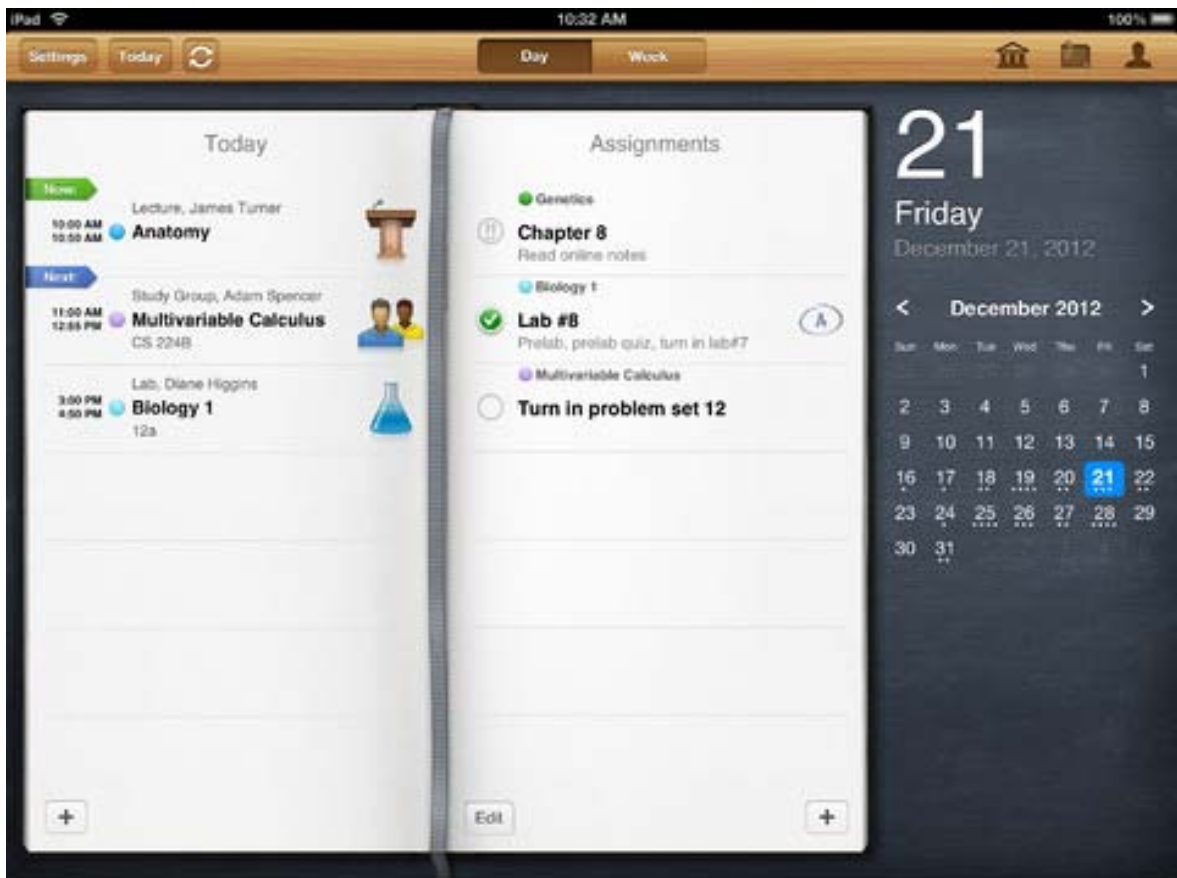 iPad 10:32 AM 100%
Settings Today Day Week
Today
Now
Lecture, James Turner
10:00 AM
10:50 AM
Anatomy
Next
Study Group, Adam Spencer
11:00 AM
12:55 PM
Multivariable Calculus
CS 224B
Lab, Diane Higgins
3:00 PM
4:50 PM
Biology 1
12a
+
Assignments
Genetics
!!
Chapter 8
Read online notes
Biology 1
Lab #8
A
Prelab, prelab quiz, turn in lab#7
Multivariable Calculus
Turn in problem set 12
Edit +
21
Friday
December 21, 2012
< December 2012 >
Sun Mon Tue Wed Thu Fri Sat
1
2 3 4 5 6 7 8
9 10 11 12 13 14 15
16 17 18 19 20 21 22
23 24 25 26 27 28 29
30 31